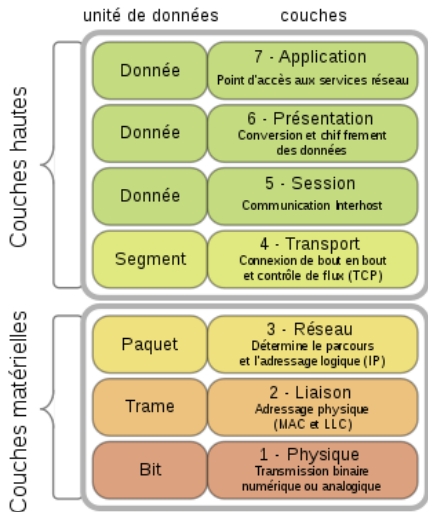 unité de données couches
Couches hautes
Donnée
7 - Application
Point d'accès aux services réseau
Donnée
6 - Présentation
Conversion et chiffrement
des données
Donnée
5 - Session
Communication Interhost
Segment
4 - Transport
Connexion de bout en bout
et contrôle de flux (TCP)
Couches matérielles
Paquet
3 - Réseau
Détermine le parcours
et l'adressage logique (IP)
Trame
2 - Liaison
Adressage physique
(MAC et LLC)
Bit
1 - Physique
Transmission binaire
numérique ou analogique